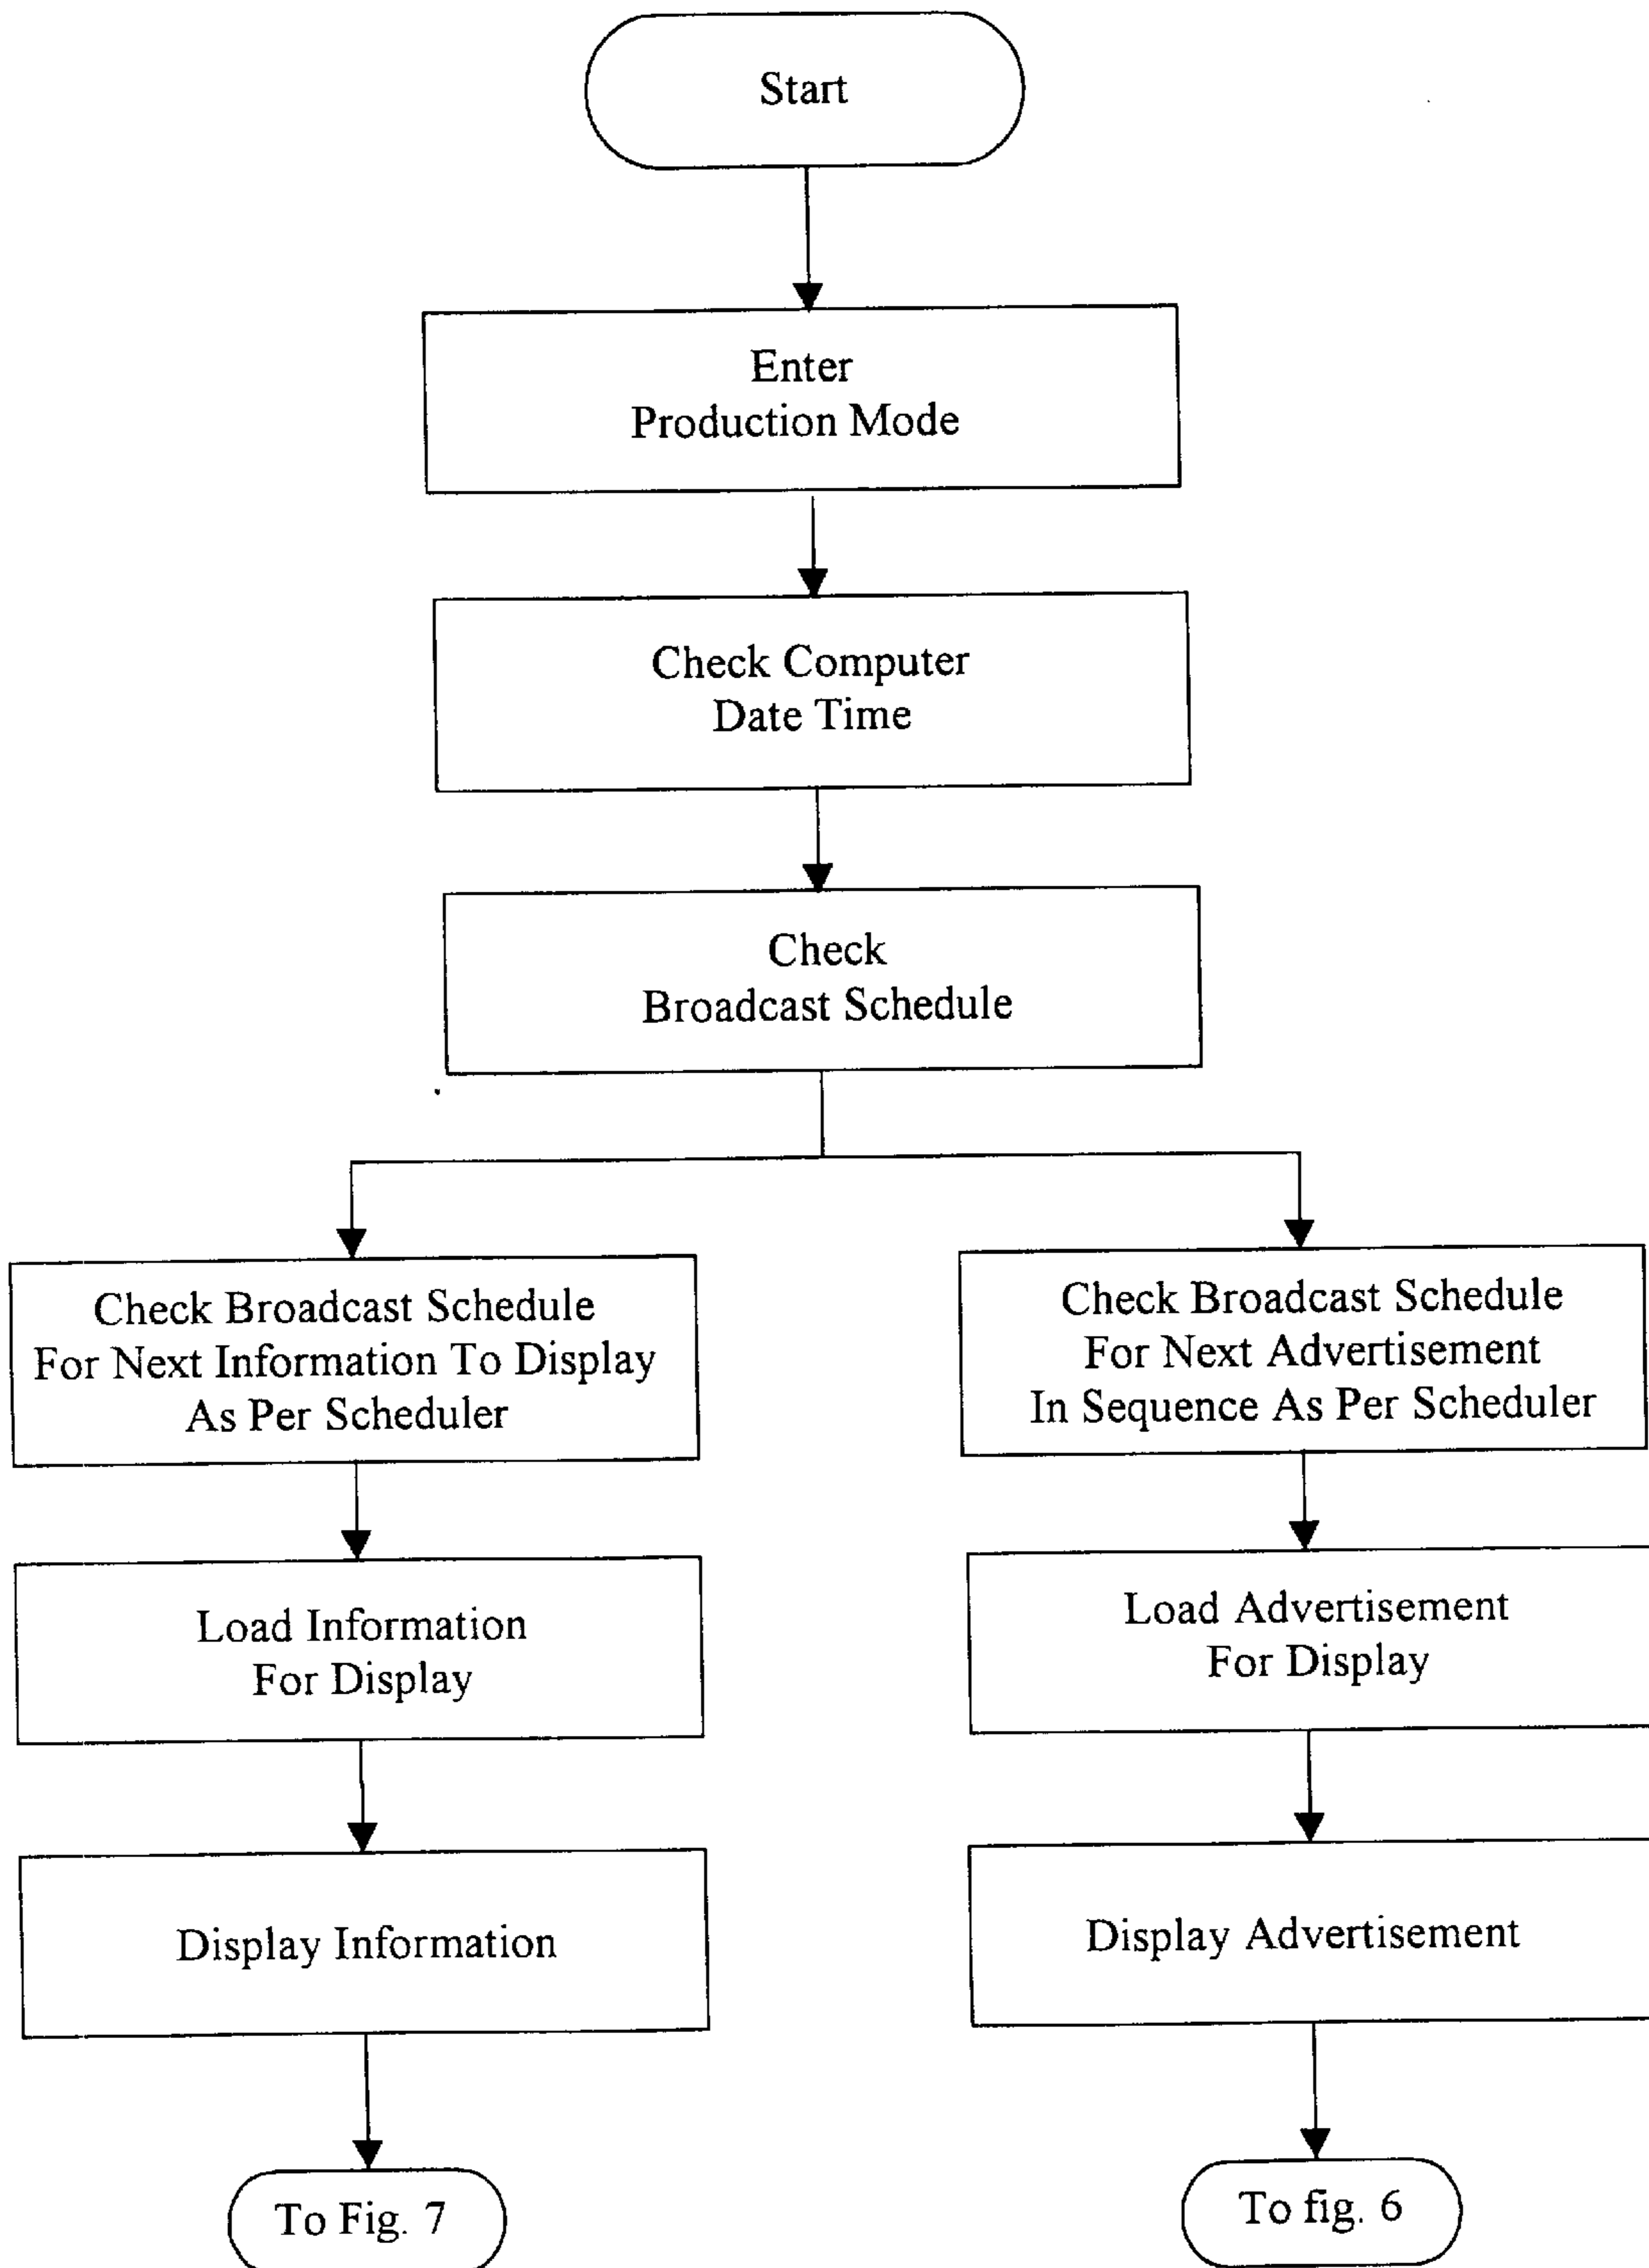 Start
Enter
Production Mode
Check Computer
Date Time
Check
Broadcast Schedule
Check Broadcast Schedule
For Next Information To Display
As Per Scheduler
Check Broadcast Schedule
For Next Advertisement
In Sequence As Per Scheduler
Load Information
For Display
Load Advertisement
For Display
Display Information
Display Advertisement
To Fig. 7
To fig. 6